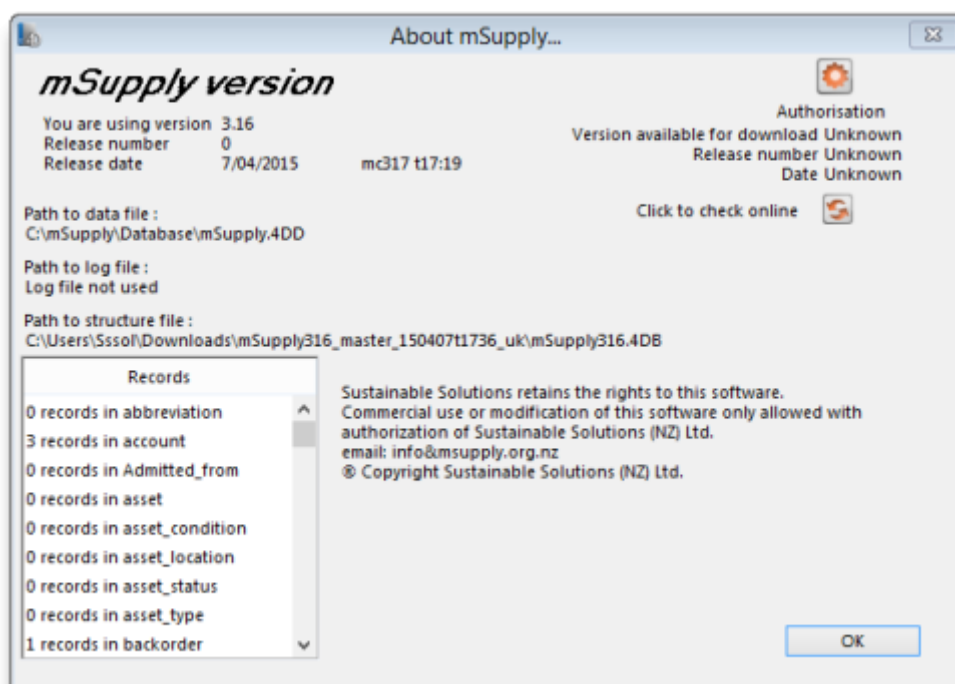 About mSupply...
mSupply version
You are using version 3.16
Release number 0
Release date 7/04/2015 mc317 t17:19
Authorisation
Version available for download Unknown
Release number Unknown
Date Unknown
Click to check online
Path to data file :
C:\mSupply\Database\mSupply.4DD
Path to log file :
Log file not used
Path to structure file :
C:\Users\Sssol\Downloads\mSupply316_master_150407t1736_uk\mSupply316.4DB
Records
0 records in abbreviation
3 records in account
0 records in Admitted_from
0 records in asset
0 records in asset_condition
0 records in asset_location
0 records in asset_status
0 records in asset_type
1 records in backorder
Sustainable Solutions retains the rights to this software.
Commercial use or modification of this software only allowed with
authorization of Sustainable Solutions (NZ) Ltd.
email: info@msupply.org.nz
® Copyright Sustainable Solutions (NZ) Ltd.
OK